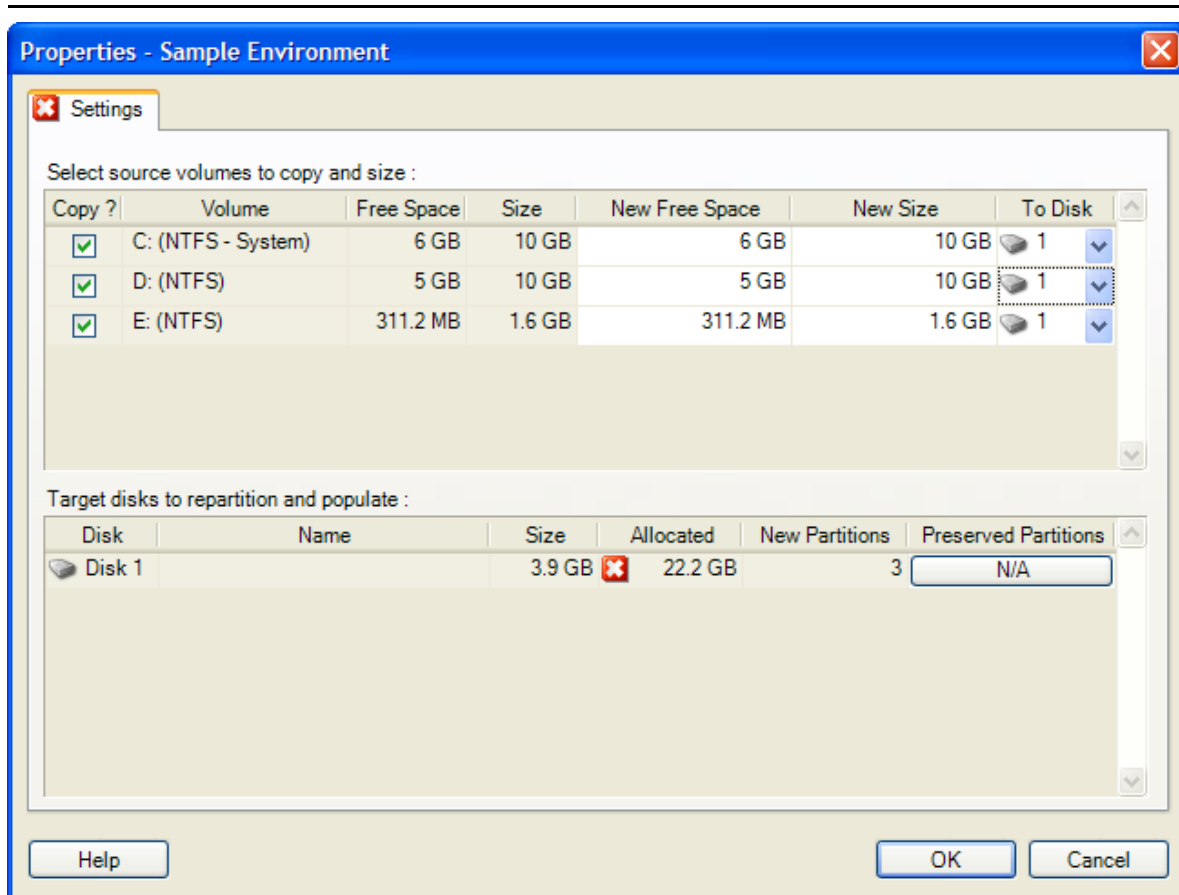 Properties - Sample Environment
Settings
Select source volumes to copy and size :
Copy ? Volume Free Space Size New Free Space New Size To Disk
C: (NTFS - System) 6 GB 10 GB 6 GB 10 GB 1
D: (NTFS) 5 GB 10 GB 5 GB 10 GB 1
E: (NTFS) 311.2 MB 1.6 GB 311.2 MB 1.6 GB 1
Target disks to repartition and populate :
Disk Name Size Allocated New Partitions Preserved Partitions
Disk 1 3.9 GB 22.2 GB 3 N/A
Help OK Cancel